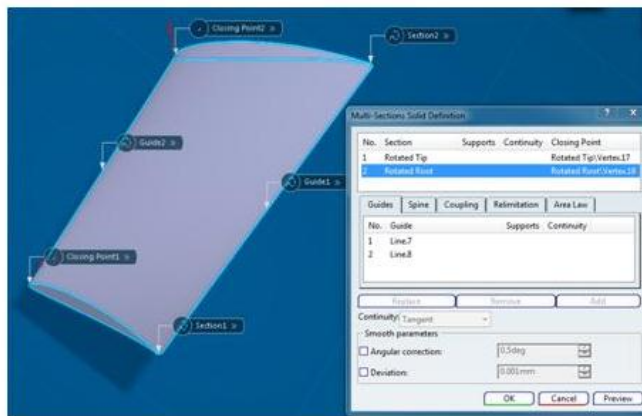 Closing Point2
Section2
Guide2
Guide1
Closing Point1
Section1
Multi-Sections Solid Definition
No. Section Supports Continuity Closing Point
1 Rotated Tip Rotated Tip\Vertex.17
2 Rotated Root Rotated Root\Vertex.18
Guides Spine Coupling Relimitation Area Law
No. Guide Supports Continuity
1 Line.7
2 Line.8
Replace Remove Add
Continuity: Tangent
Smooth parameters
Angular correction: 0.5deg
Deviation: 0.001mm
OK Cancel Preview